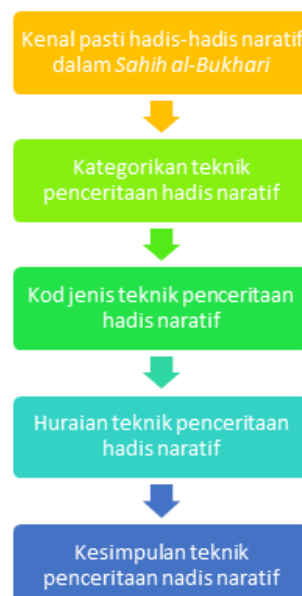 Kenal pasti hadis-hadis naratif
dalam Sahih al-Bukhari
Kategorikan teknik
penceritaan hadis naratif
Kod jenis teknik penceritaan
hadis naratif
Huraian teknik penceritaan
hadis naratif
Kesimpulan teknik
penceritaan nadis naratif